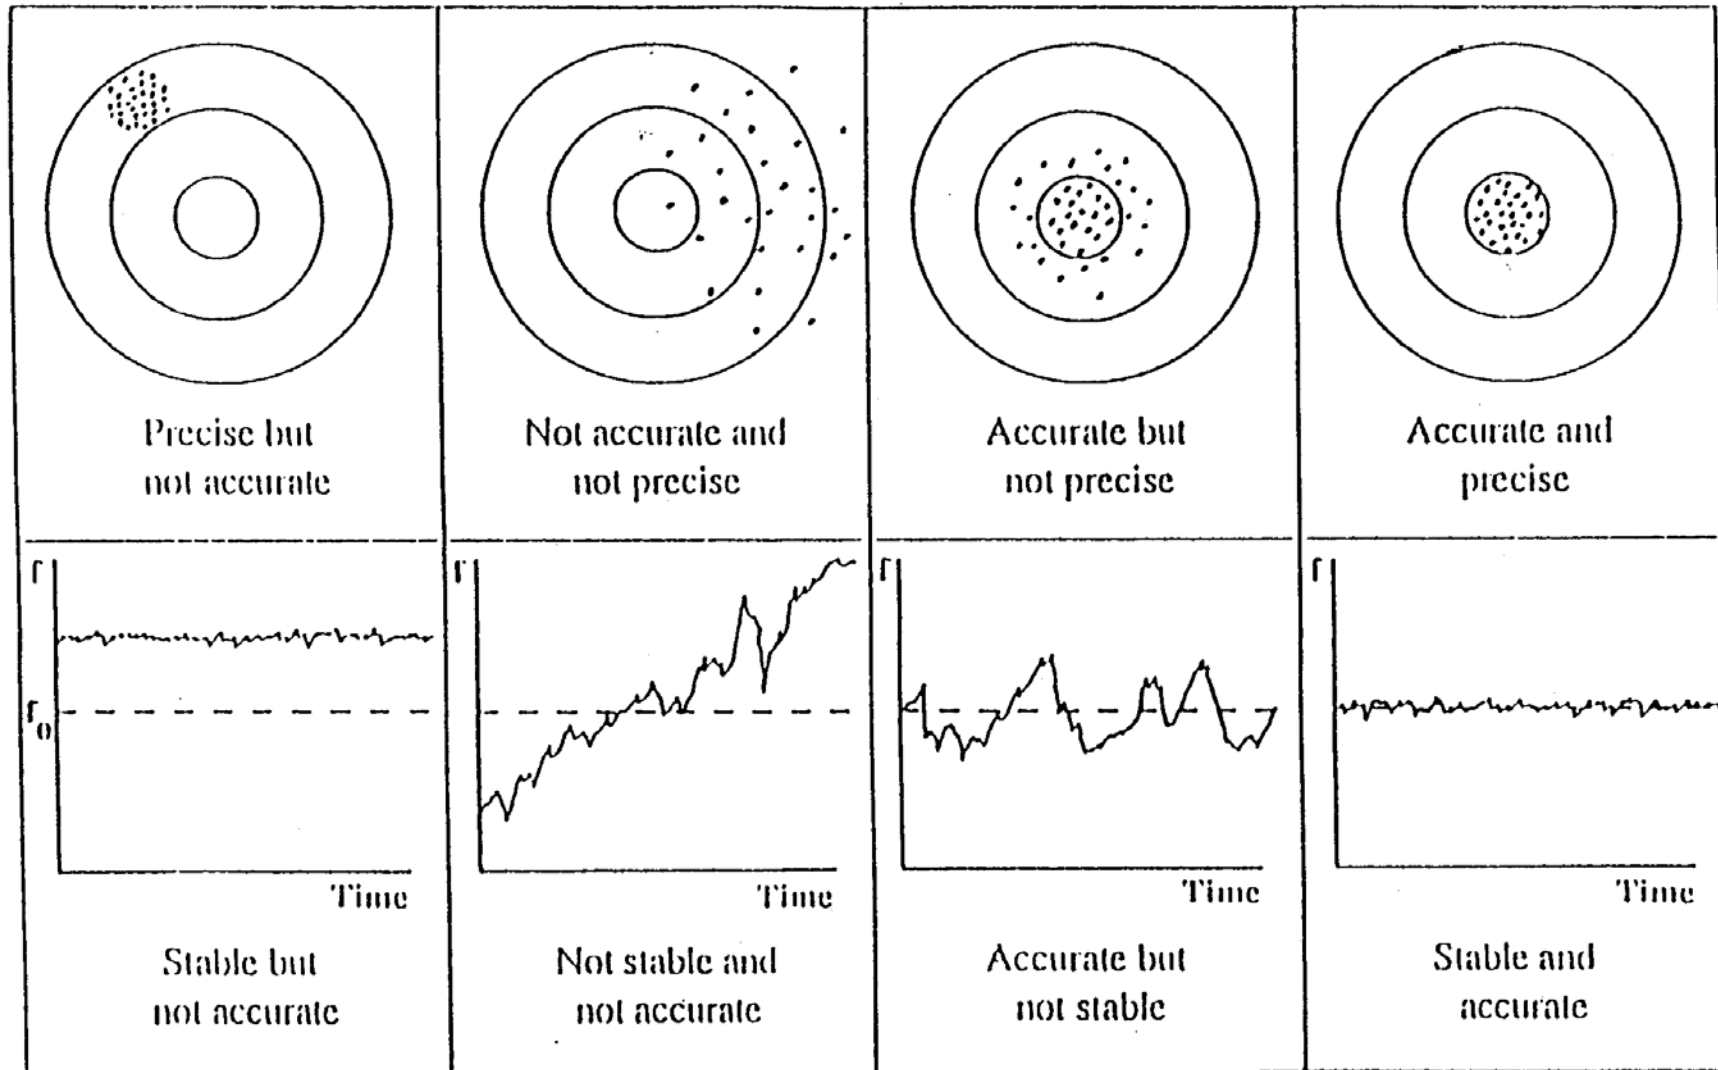 Precise but
not accurate
Not accurate and
not precise
Accurate but
not precise
Accurate and
precise
f
f0
Time
Stable but
not accurate
f
Time
Not stable and
not accurate
f
Time
Accurate but
not stable
f
Time
Stable and
accurate